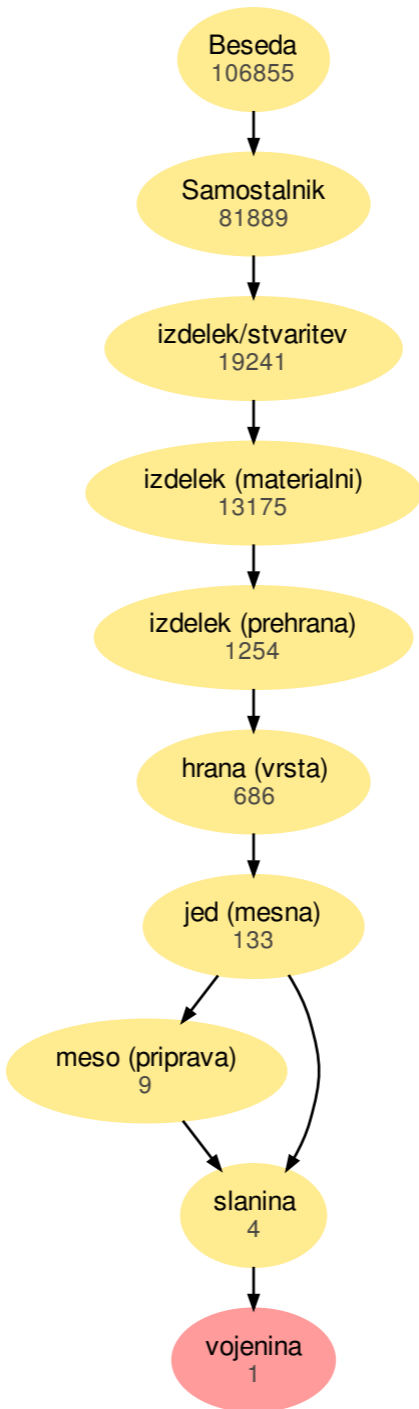 Beseda
106855
Samostalnik
81889
izdelek/stvaritev
19241
izdelek (materialni)
13175
izdelek (prehrana)
1254
hrana (vrsta)
686
jed (mesna)
133
meso (priprava)
9
slanina
4
vojenina
1